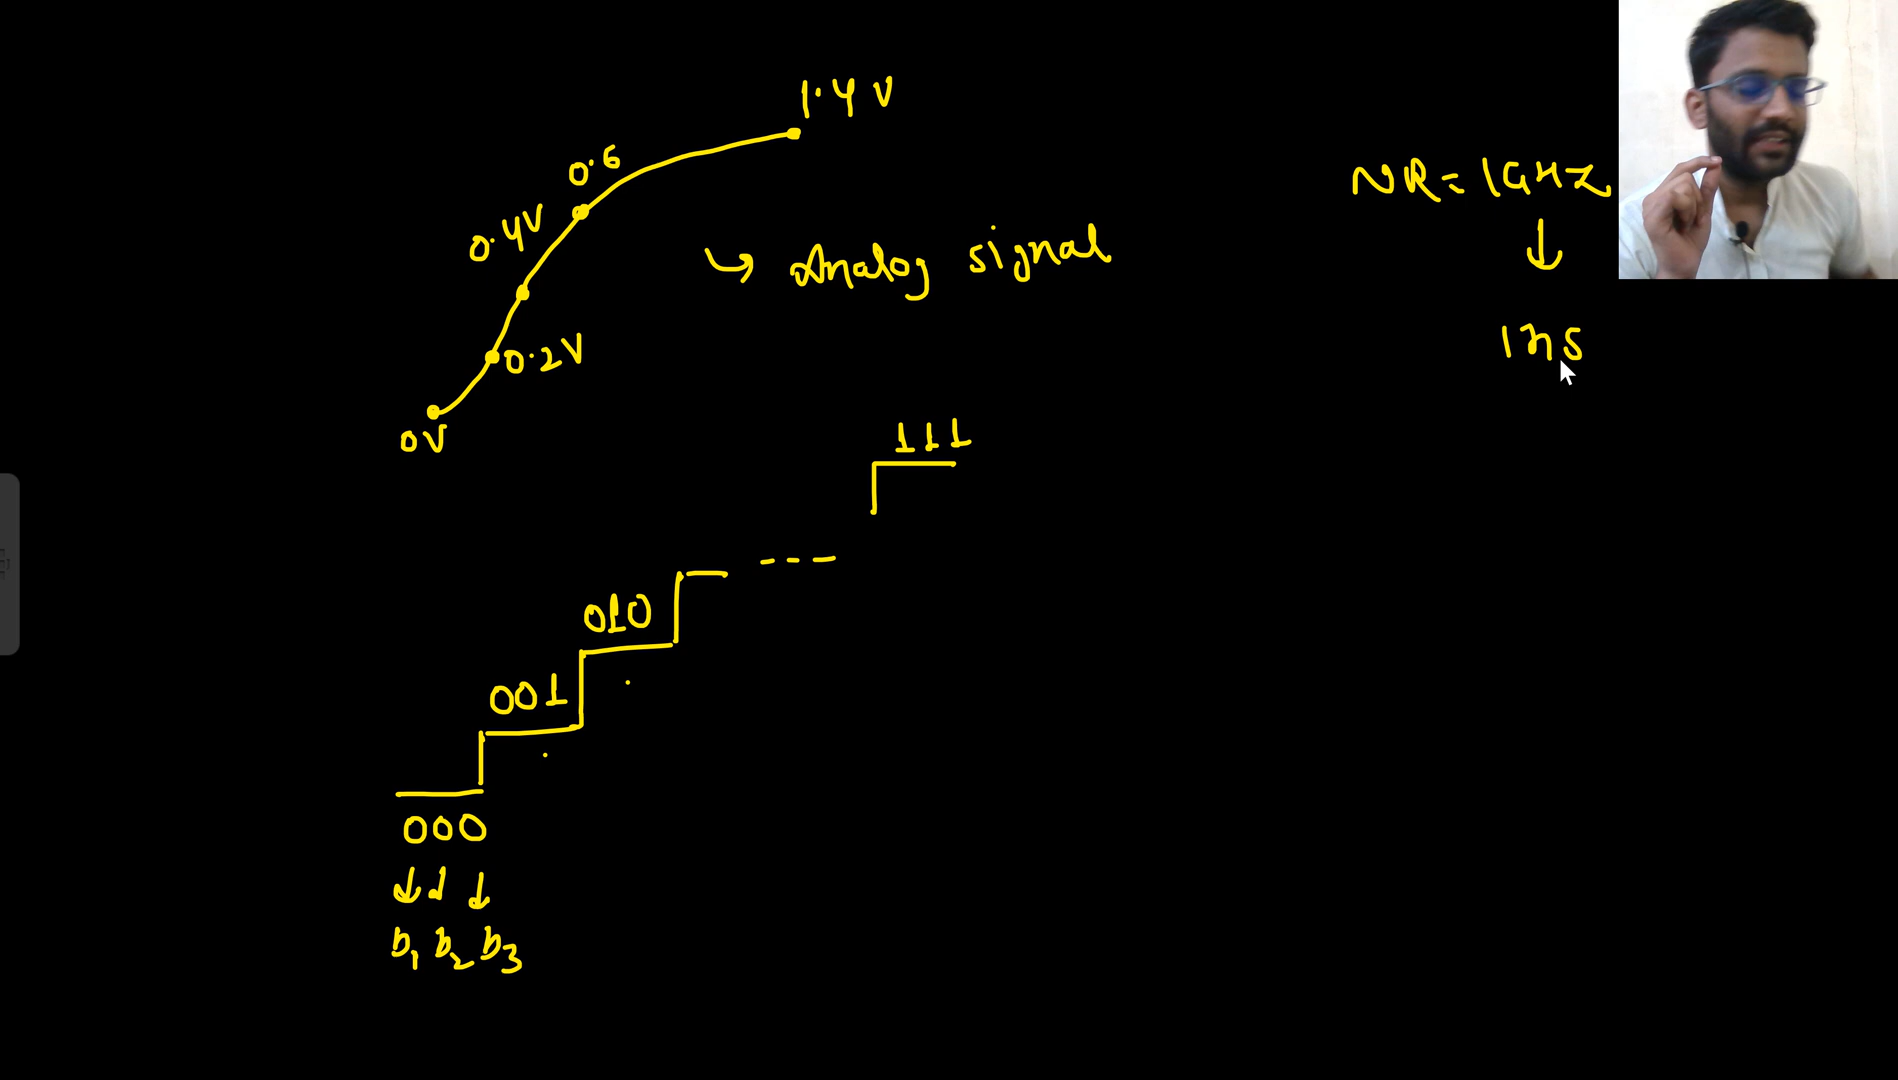 1.4 V
0.6
0.4V
NR = 1GHz
Analog signal
0.2V
1ns
0V
111
010
001
000
b1 b2 b3